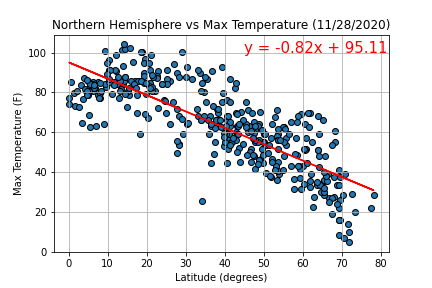 Northern Hemisphere vs Max Temperature (11/28/2020)
y = -0.82x + 95.11
Max Temperature (F)
100
80
60
40
20
0
0 10 20 30 40 50 60 70 80
Latitude (degrees)